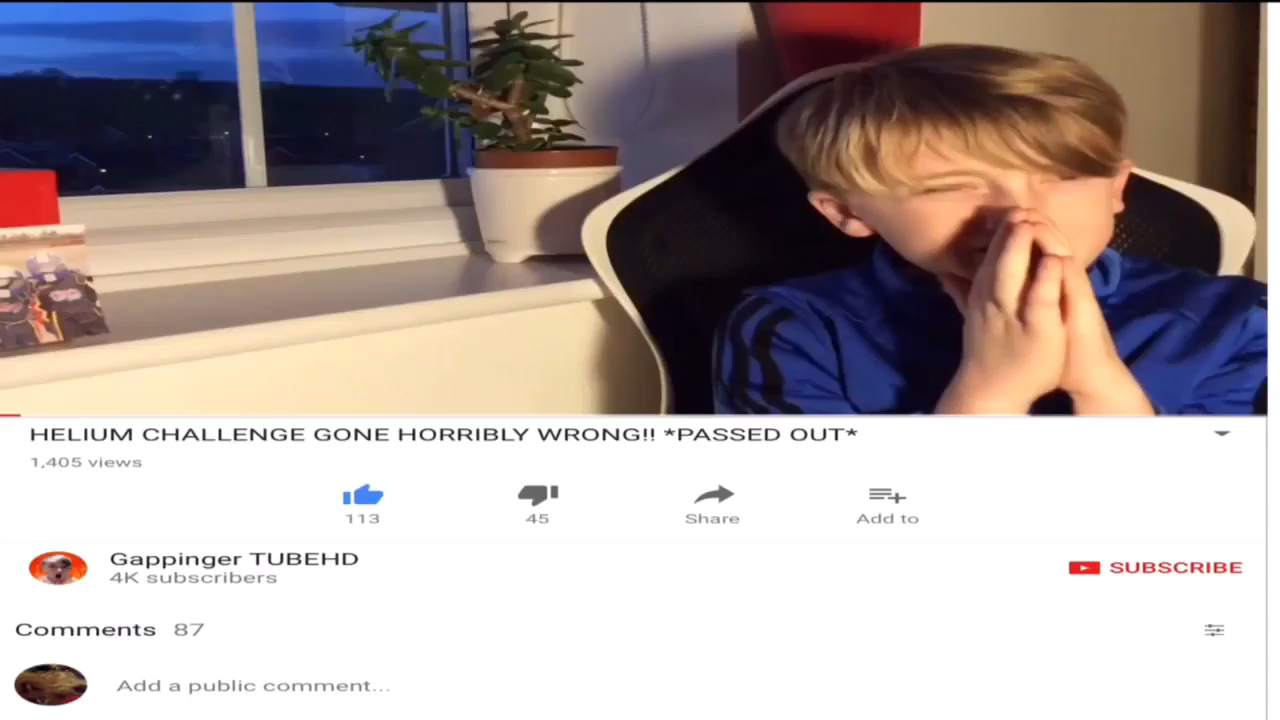 HELIUM CHALLENGE GONE HORRIBLY WRONG!! *PASSED OUT*
1,405 views
113
45
Share
Add to
Gappinger TUBEHD
4K subscribers
SUBSCRIBE
Comments 87
Add a public comment...